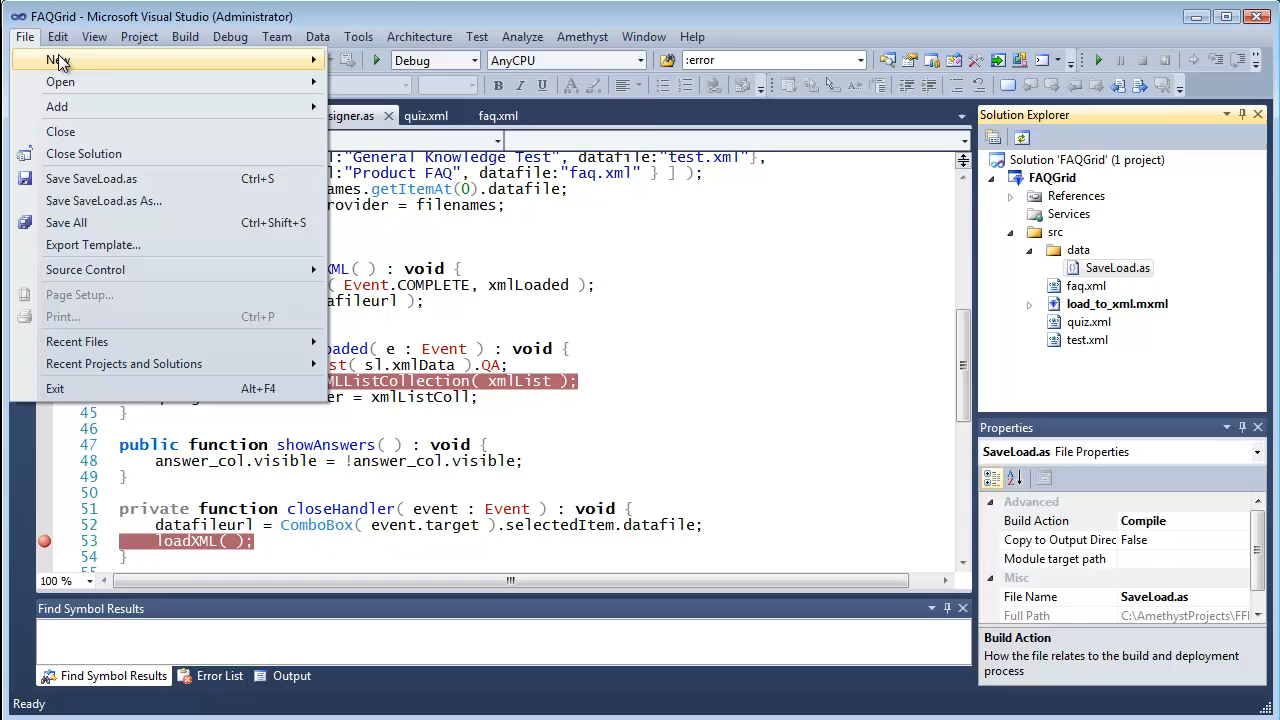 FAQGrid - Microsoft Visual Studio (Administrator)
File Edit View Project Build Debug Team Data Tools Architecture Test Analyze Amethyst Window Help
Debug AnyCPU :error
New
Open
Add
Close
Close Solution
Save SaveLoad.as Ctrl+S
Save SaveLoad.as As...
Save All Ctrl+Shift+S
Export Template...
Source Control
Page Setup...
Print... Ctrl+P
Recent Files
Recent Projects and Solutions
Exit Alt+F4
signer.as quiz.xml faq.xml
l:"General Knowledge Test", datafile:"test.xml"},
l:"Product FAQ", datafile:"faq.xml" } ] );
ames.getItemAt(0).datafile;
rovider = filenames;
XML( ) : void {
( Event.COMPLETE, xmlLoaded );
afileurl );
oaded( e : Event ) : void {
st( sl.xmlData ).QA;
MLListCollection( xmlList );
er = xmlListColl;
45 }
46
47 public function showAnswers( ) : void {
48 answer_col.visible = !answer_col.visible;
49 }
50
51 private function closeHandler( event : Event ) : void {
52 datafileurl = ComboBox( event.target ).selectedItem.datafile;
53 loadXML( );
54 }
100 %
Find Symbol Results
Find Symbol Results Error List Output
Ready
Solution Explorer
Solution 'FAQGrid' (1 project)
FAQGrid
References
Services
src
data
SaveLoad.as
faq.xml
load_to_xml.mxml
quiz.xml
test.xml
Properties
SaveLoad.as File Properties
Advanced
Build Action Compile
Copy to Output Direc False
Module target path
Misc
File Name SaveLoad.as
Full Path C:\AmethystProjects\FF
Build Action
How the file relates to the build and deployment
process